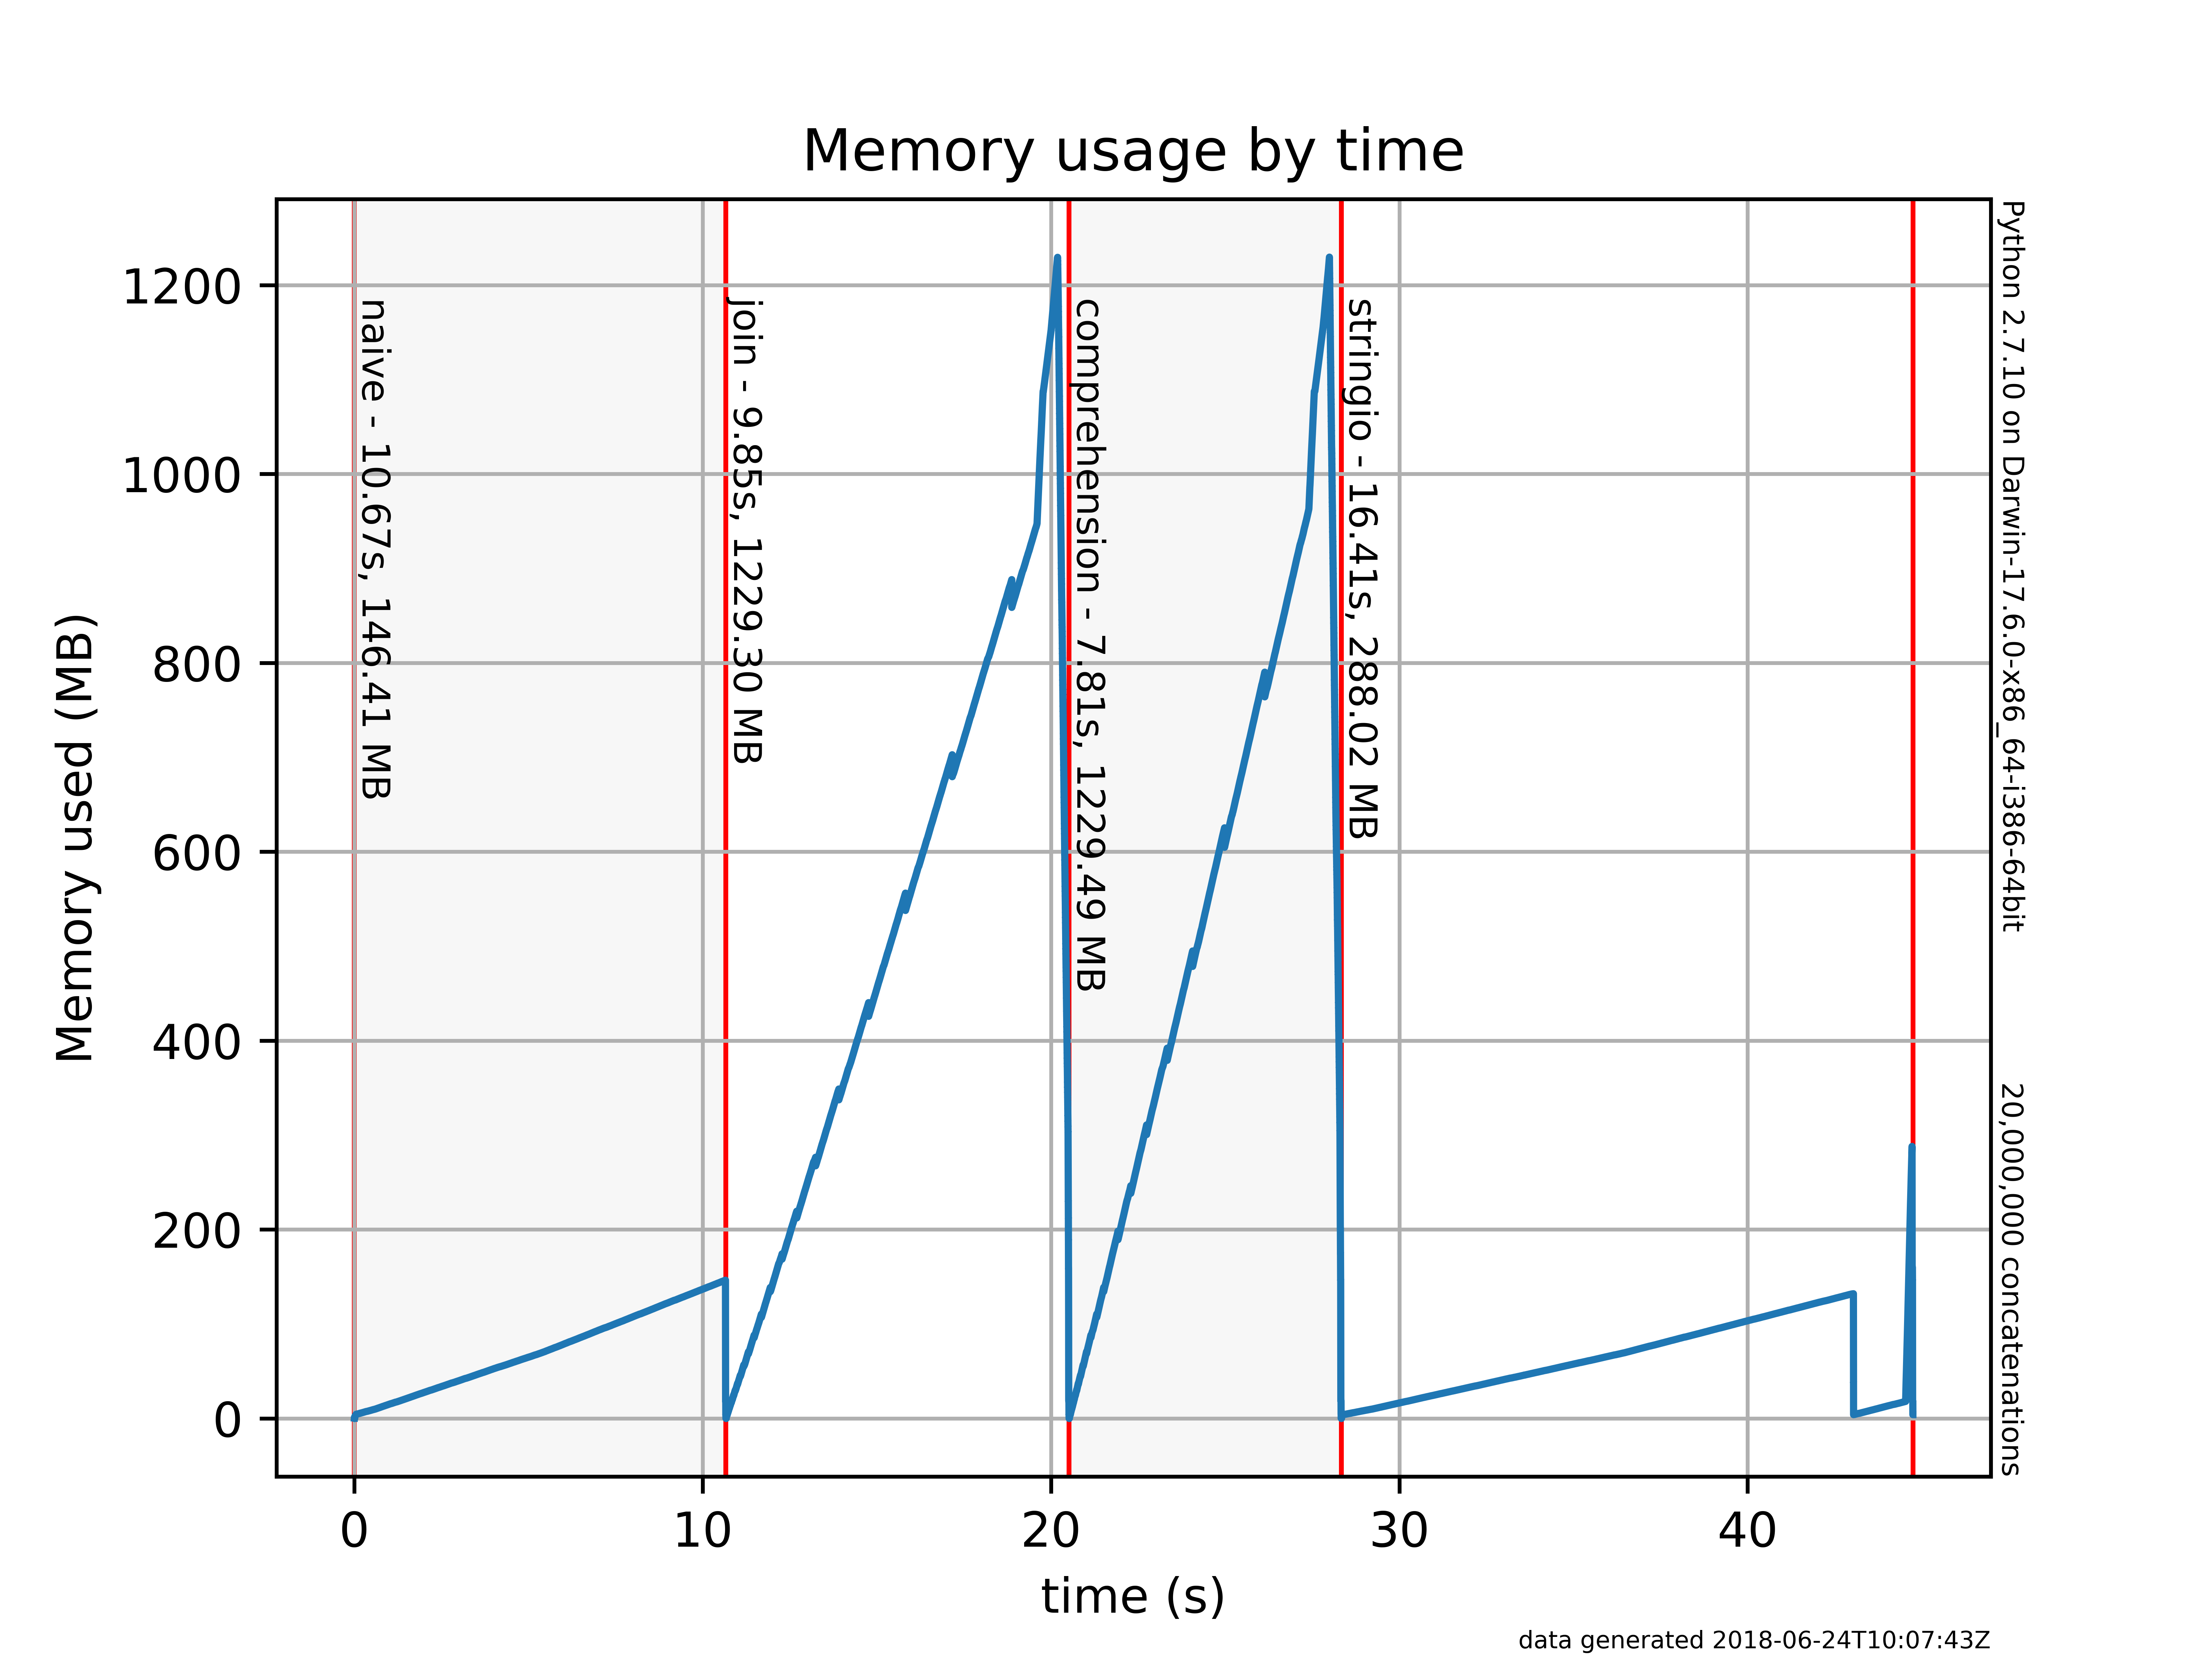 Memory usage by time
Memory used (MB)
1200
1000
800
600
400
200
0
naive - 10.67s, 146.41 MB
join - 9.85s, 1229.30 MB
comprehension - 7.81s, 1229.49 MB
stringio - 16.41s, 288.02 MB
Python 2.7.10 on Darwin-17.6.0-x86_64-i386-64bit
20,000,000 concatenations
0
10
20
30
40
time (s)
data generated 2018-06-24T10:07:43Z